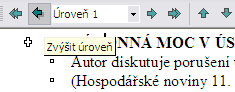 Úroveň 1
NNÁ MOC V ÚS
Zvýšit úroveň
Autor diskutuje porušení
(Hospodářské noviny 11.